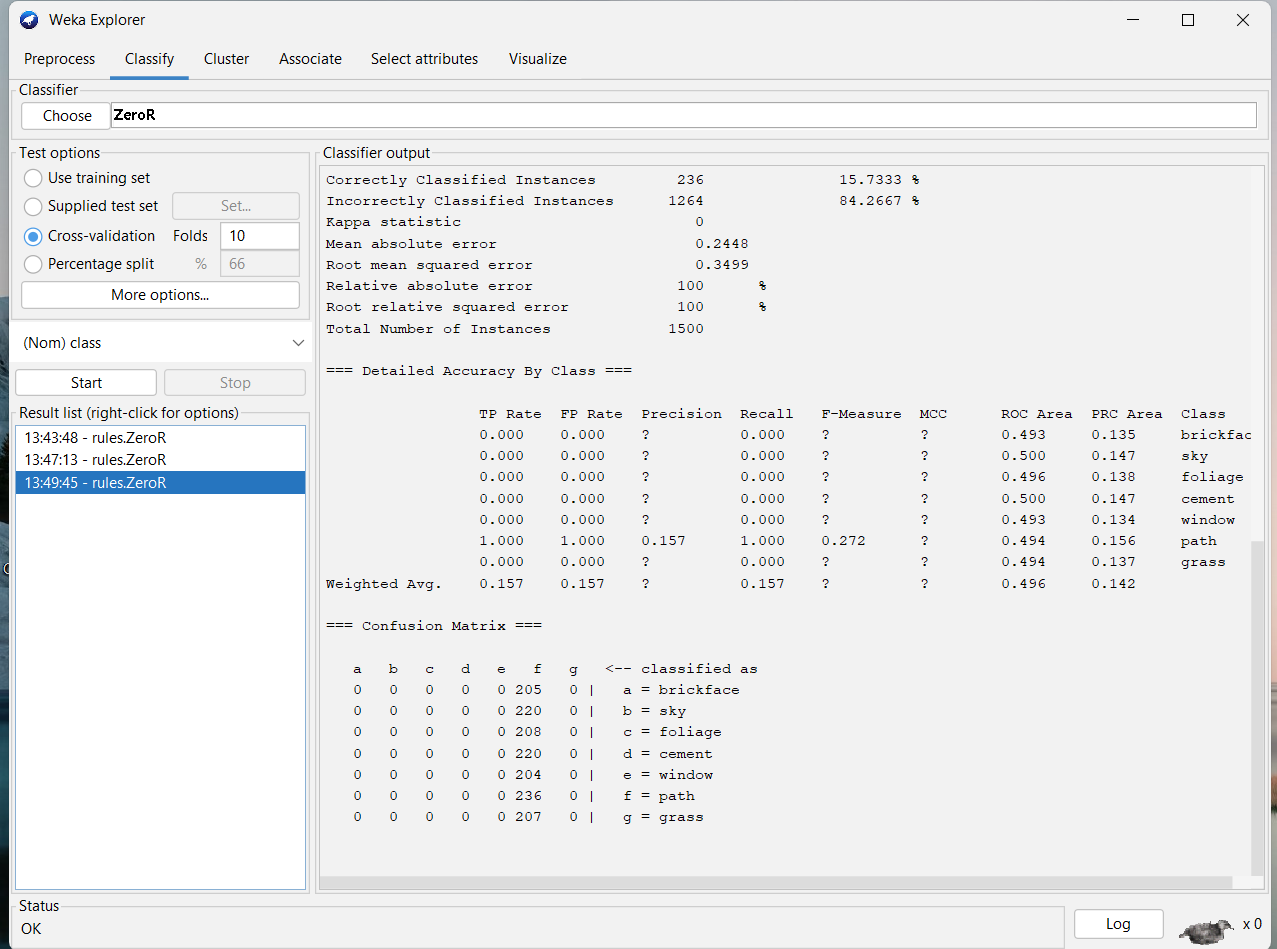 Weka Explorer
Preprocess Classify Cluster Associate Select attributes Visualize
Classifier
Choose ZeroR
Test options
Use training set
Supplied test set Set...
Cross-validation Folds 10
Percentage split % 66
More options...
(Nom) class
Start Stop
Result list (right-click for options)
13:43:48 - rules.ZeroR
13:47:13 - rules.ZeroR
13:49:45 - rules.ZeroR
Classifier output
Correctly Classified Instances 236 15.7333 %
Incorrectly Classified Instances 1264 84.2667 %
Kappa statistic 0
Mean absolute error 0.2448
Root mean squared error 0.3499
Relative absolute error 100 %
Root relative squared error 100 %
Total Number of Instances 1500
=== Detailed Accuracy By Class ===
TP Rate FP Rate Precision Recall F-Measure MCC ROC Area PRC Area Class
0.000 0.000 ? 0.000 ? ? 0.493 0.135 brickfac
0.000 0.000 ? 0.000 ? ? 0.500 0.147 sky
0.000 0.000 ? 0.000 ? ? 0.496 0.138 foliage
0.000 0.000 ? 0.000 ? ? 0.500 0.147 cement
0.000 0.000 ? 0.000 ? ? 0.493 0.134 window
1.000 1.000 0.157 1.000 0.272 ? 0.494 0.156 path
0.000 0.000 ? 0.000 ? ? 0.494 0.137 grass
Weighted Avg. 0.157 0.157 ? 0.157 ? ? 0.496 0.142
=== Confusion Matrix ===
a b c d e f g <-- classified as
0 0 0 0 0 205 0 | a = brickface
0 0 0 0 0 220 0 | b = sky
0 0 0 0 0 208 0 | c = foliage
0 0 0 0 0 220 0 | d = cement
0 0 0 0 0 204 0 | e = window
0 0 0 0 0 236 0 | f = path
0 0 0 0 0 207 0 | g = grass
Status
OK
Log
x 0